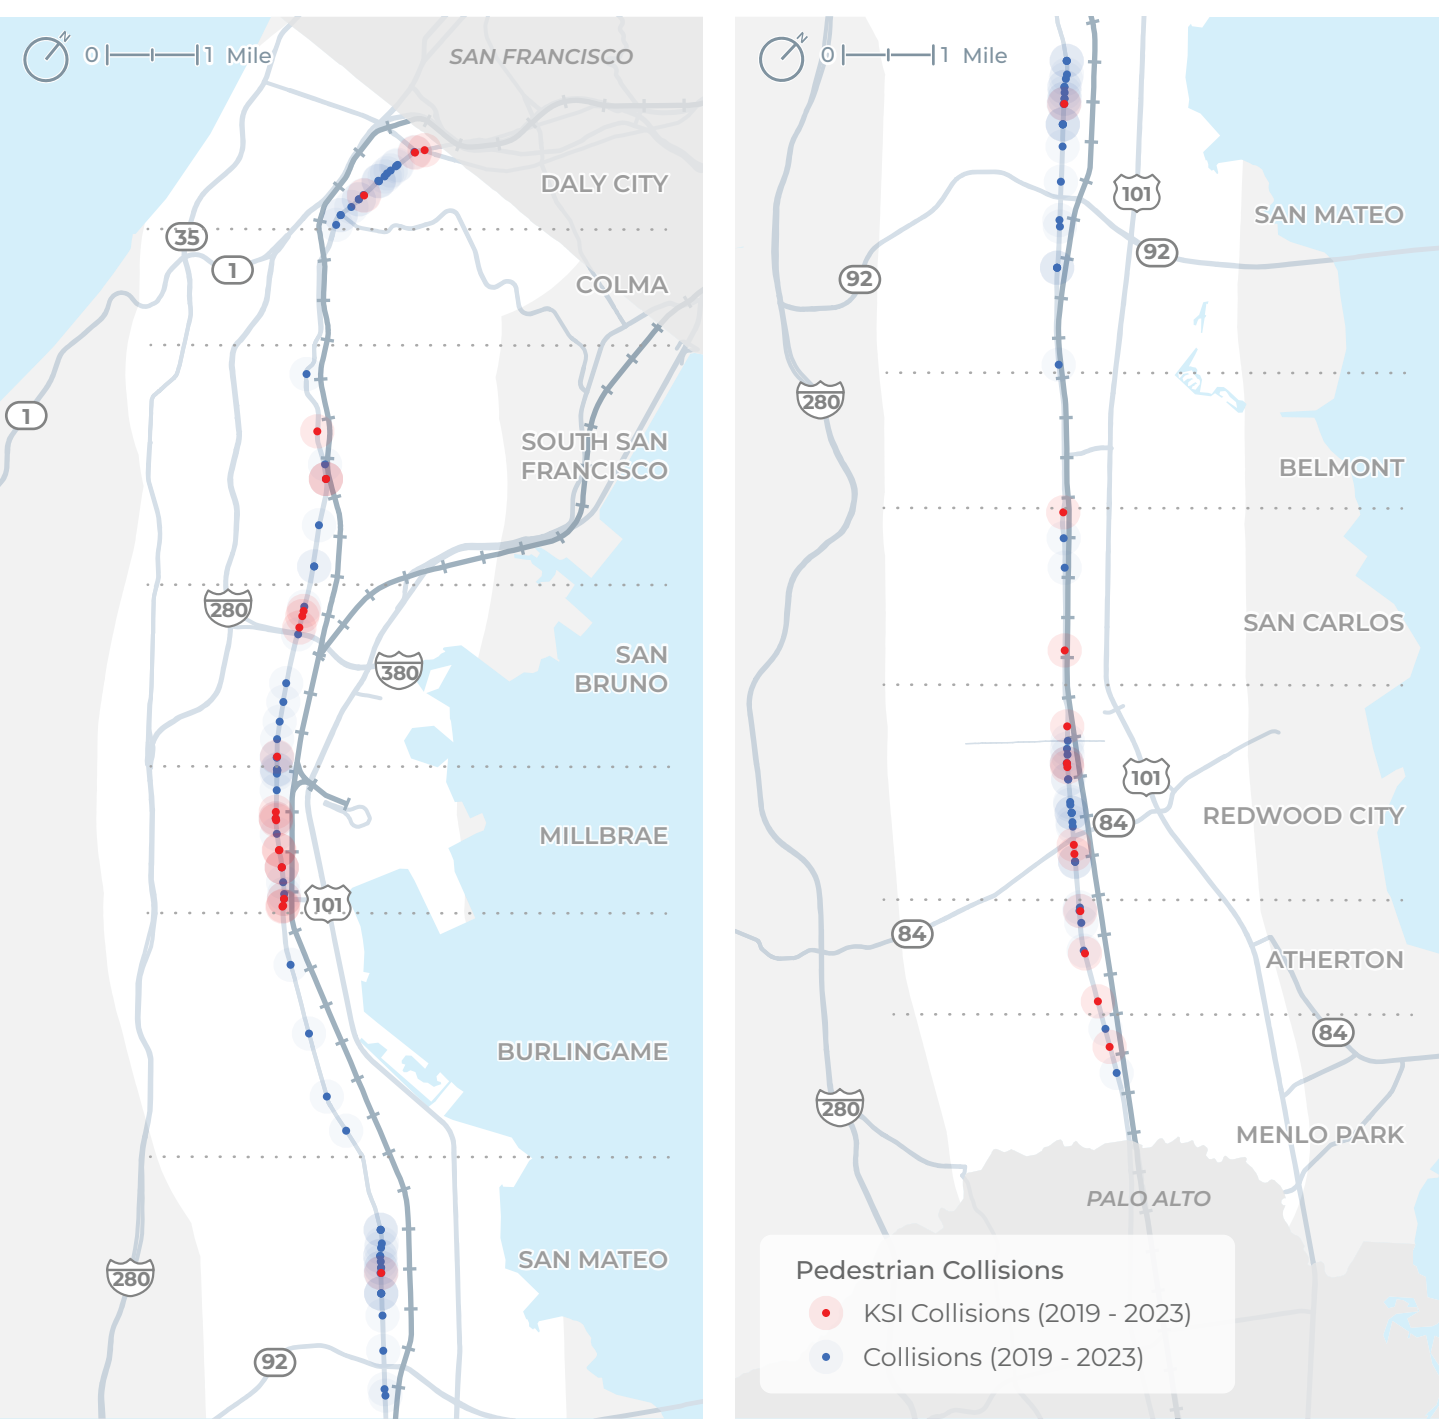 N
0 1 Mile
SAN FRANCISCO
DALY CITY
35
1
COLMA
1
SOUTH SAN
FRANCISCO
280
SAN
BRUNO
380
MILLBRAE
101
BURLINGAME
SAN MATEO
280
92
N
0 1 Mile
101
SAN MATEO
92
92
280
BELMONT
SAN CARLOS
101
REDWOOD CITY
84
84
ATHERTON
84
280
MENLO PARK
PALO ALTO
Pedestrian Collisions
KSI Collisions (2019 - 2023)
Collisions (2019 - 2023)